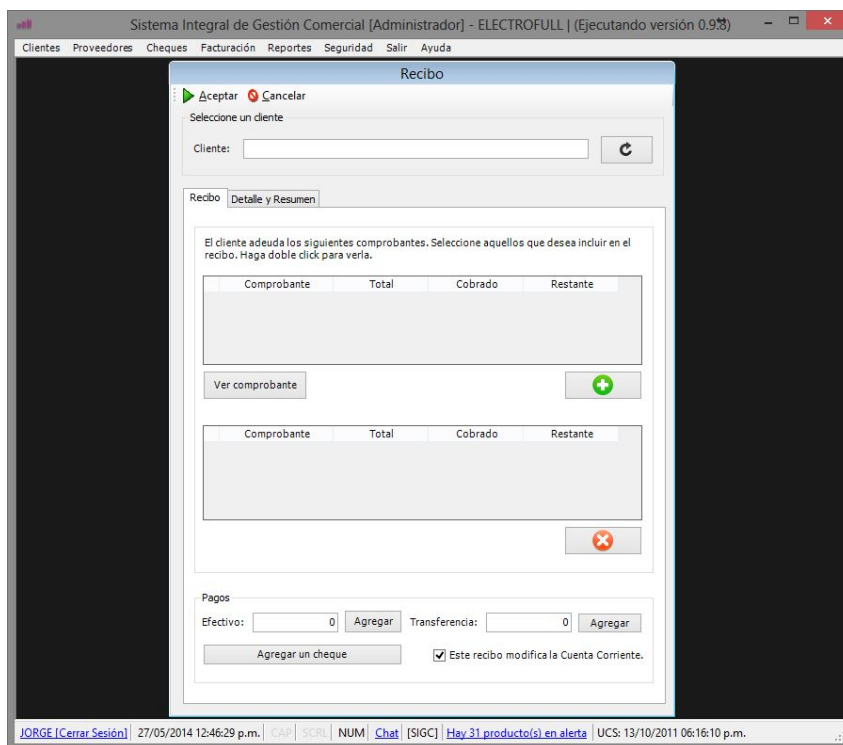 Sistema Integral de Gestión Comercial [Administrador] - ELECTROFULL | (Ejecutando versión 0.9.8)
Clientes Proveedores Cheques Facturación Reportes Seguridad Salir Ayuda
Recibo
Aceptar Cancelar
Seleccione un cliente
Cliente:
Recibo Detalle y Resumen
El cliente adeuda los siguientes comprobantes. Seleccione aquellos que desea incluir en el
recibo. Haga doble click para verla.
Comprobante Total Cobrado Restante
Ver comprobante
Comprobante Total Cobrado Restante
Pagos
Efectivo: 0 Agregar Transferencia: 0 Agregar
Agregar un cheque Este recibo modifica la Cuenta Corriente.
JORGE [Cerrar Sesión] 27/05/2014 12:46:29 p.m. CAP SCRL NUM Chat [SIGC] Hay 31 producto(s) en alerta UCS: 13/10/2011 06:16:10 p.m.